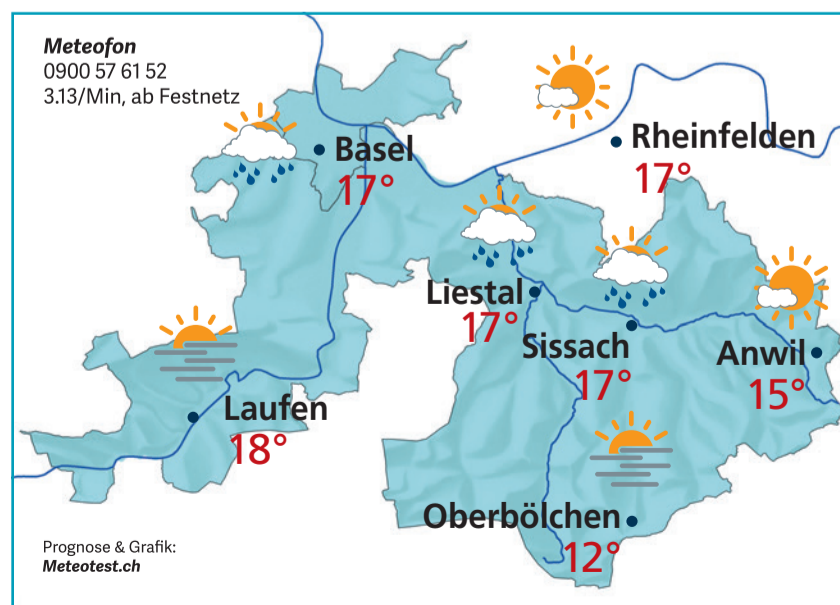 Meteofon
0900 57 61 52
3.13/Min, ab Festnetz
Basel
17°
Rheinfelden
17°
Liestal
17°
Sissach
17°
Anwil
15°
Laufen
18°
Oberbölchen
12°
Prognose & Grafik:
Meteotest.ch